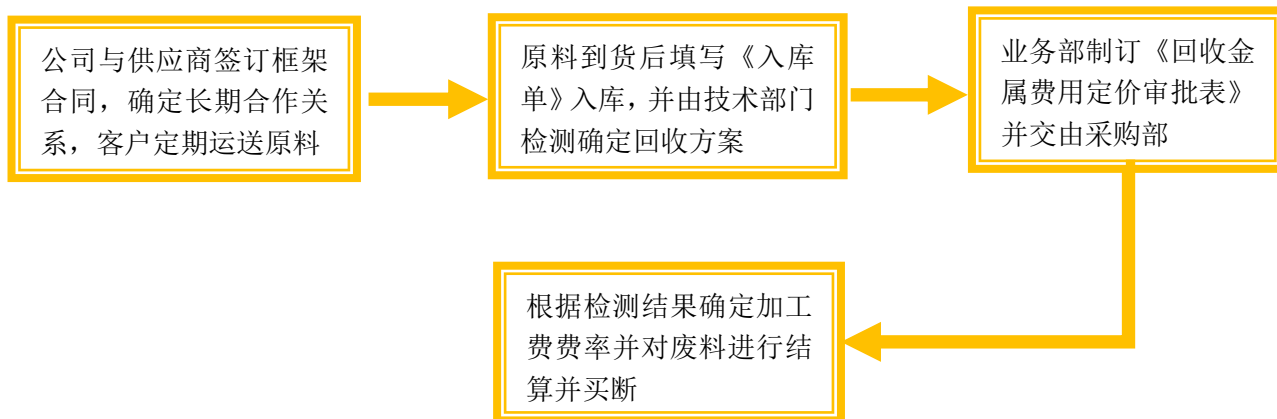 公司与供应商签订框架
合同，确定长期合作关
系，客户定期运送原料
原料到货后填写《入库
单》入库，并由技术部门
检测确定回收方案
业务部制订《回收金
属费用定价审批表》
并交由采购部
根据检测结果确定加工
费费率并对废料进行结
算并买断